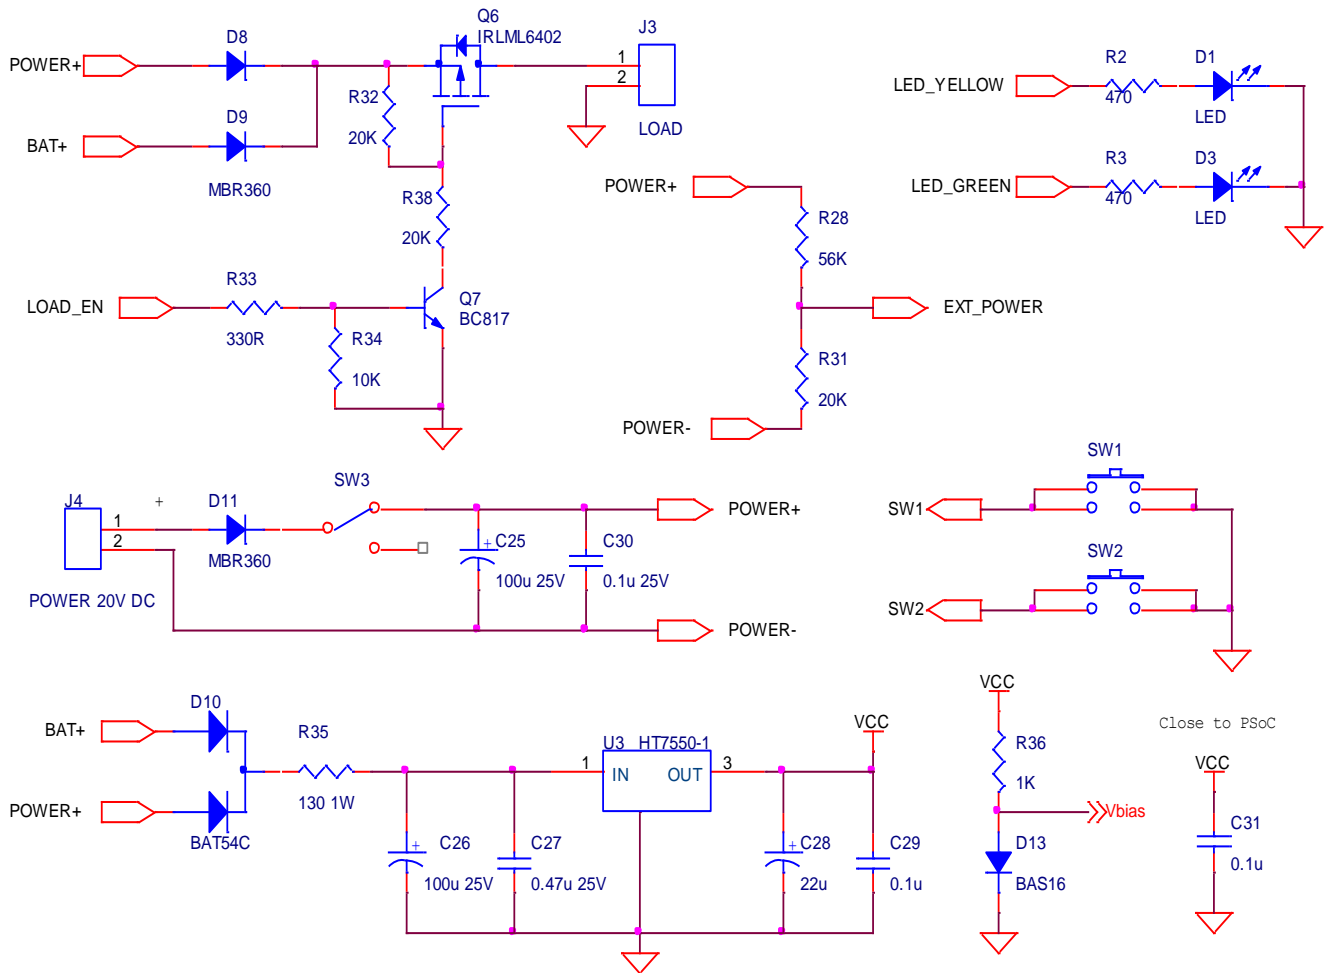 POWER+
D8
Q6
IRLML6402
J3
1
2
LOAD
R32
20K
BAT+
D9
MBR360
R38
20K
LOAD_EN
R33
330R
R34
10K
Q7
BC817
POWER+
R28
56K
EXT_POWER
R31
20K
POWER-
LED_YELLOW
R2
470
D1
LED
LED_GREEN
R3
470
D3
LED
J4
1
2
+
D11
MBR360
POWER 20V DC
SW3
+
C25
100u 25V
C30
0.1u 25V
POWER+
POWER-
SW1
SW1
SW2
SW2
BAT+
D10
POWER+
BAT54C
R35
130 1W
+
C26
100u 25V
C27
0.47u 25V
U3 HT7550-1
1
IN
OUT
3
VCC
+
C28
22u
C29
0.1u
VCC
R36
1K
Vbias
D13
BAS16
Close to PSoC
VCC
C31
0.1u